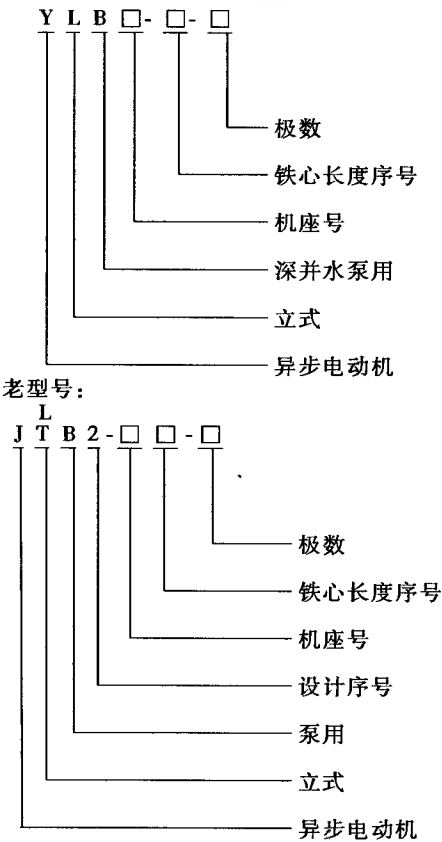 Y L B □-□-□
极数
铁心长度序号
机座号
深并水泵用
立式
异步电动机
老型号：
L
J T B 2-□ □-□
极数
铁心长度序号
机座号
设计序号
泵用
立式
异步电动机